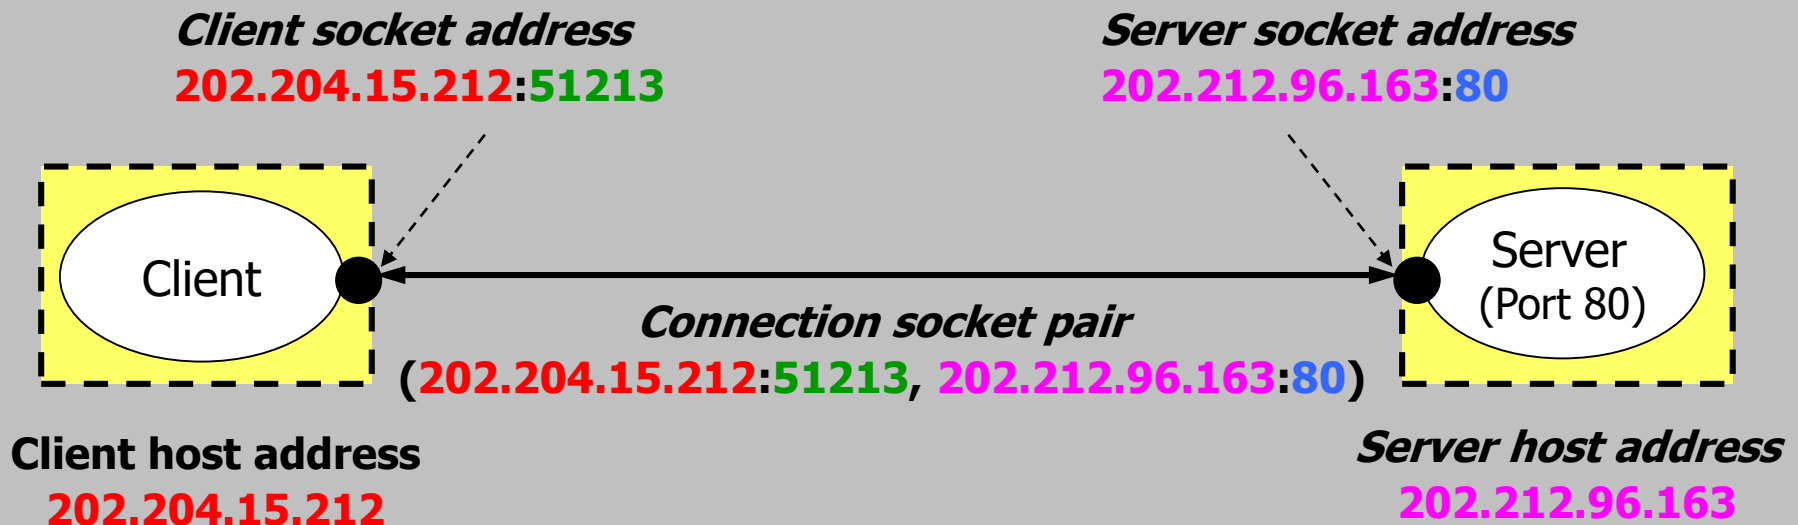 Client socket address
202.204.15.212:51213
Server socket address
202.212.96.163:80
Client
Server
(Port 80)
Connection socket pair
(202.204.15.212:51213, 202.212.96.163:80)
Client host address
202.204.15.212
Server host address
202.212.96.163